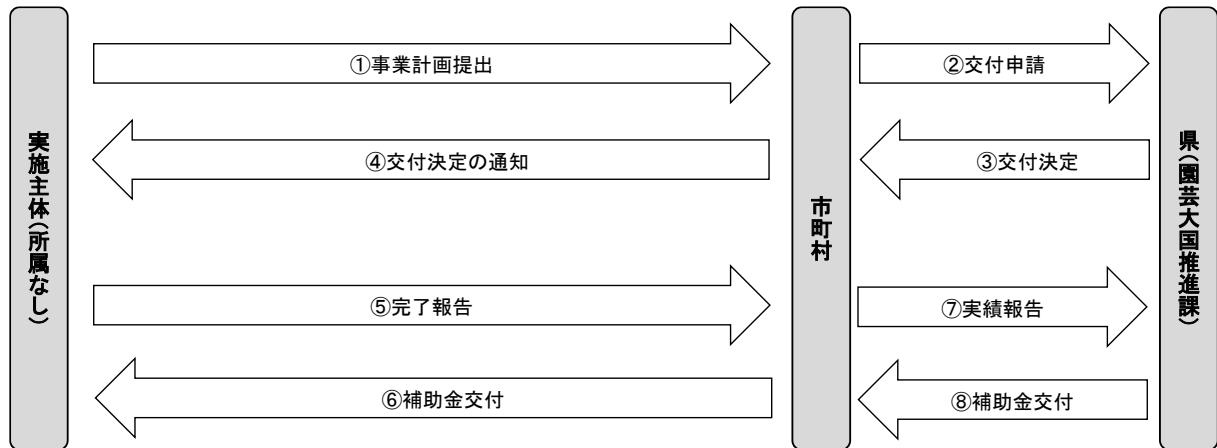 実施主体(所属なし)
①事業計画提出
④交付決定の通知
⑤完了報告
⑥補助金交付
市町村
②交付申請
③交付決定
⑦実績報告
⑧補助金交付
県(園芸大国推進課)